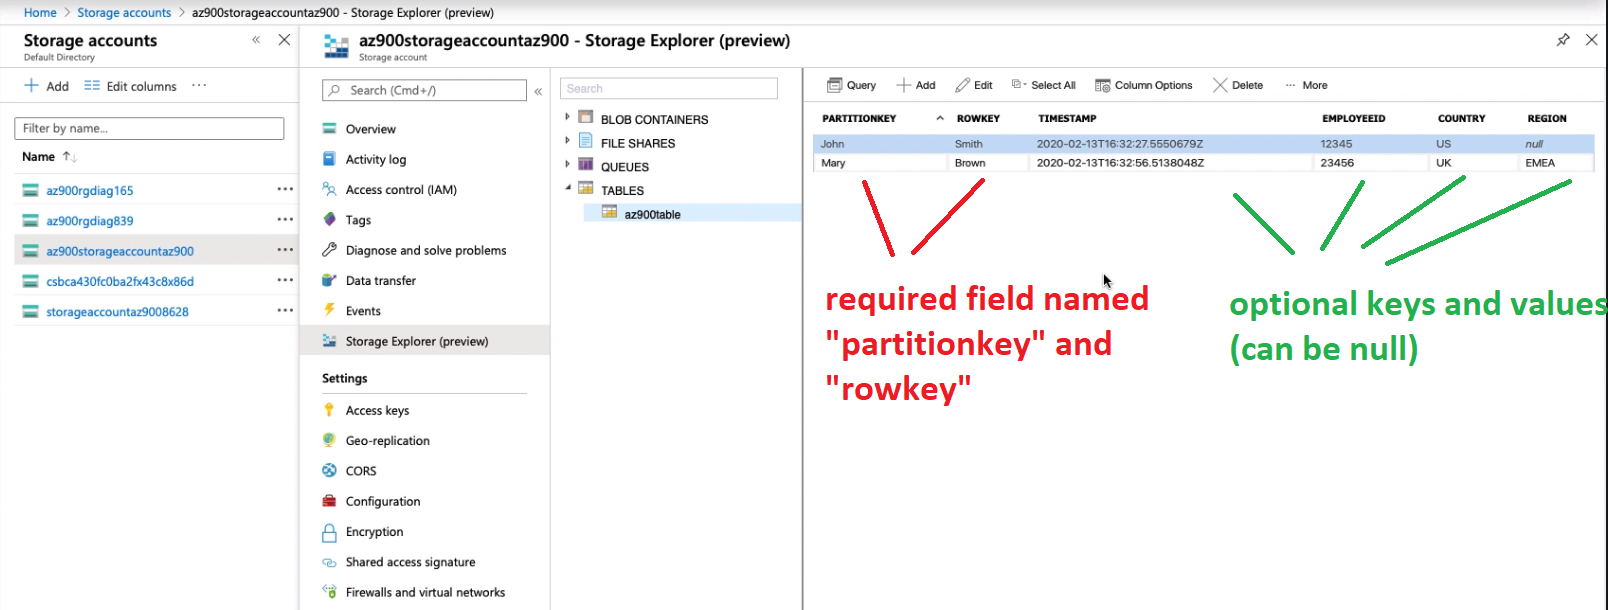 Home > Storage accounts > az900storageaccountaz900 - Storage Explorer (preview)
Storage accounts
Default Directory
Add Edit columns ...
Filter by name...
Name
az900rgdiag165
az900rgdiag839
az900storageaccountaz900
csbca430fc0ba2fx43c8x86d
storageaccountaz9008628
az900storageaccountaz900 - Storage Explorer (preview)
Storage account
Search (Cmd+/)
Overview
Activity log
Access control (IAM)
Tags
Diagnose and solve problems
Data transfer
Events
Storage Explorer (preview)
Settings
Access keys
Geo-replication
CORS
Configuration
Encryption
Shared access signature
Firewalls and virtual networks
Search
BLOB CONTAINERS
FILE SHARES
QUEUES
TABLES
az900table
Query Add Edit Select All Column Options Delete ... More
PARTITIONKEY ROWKEY TIMESTAMP EMPLOYEEID COUNTRY REGION
John Smith 2020-02-13T16:32:27.5550679Z 12345 US null
Mary Brown 2020-02-13T16:32:56.5138048Z 23456 UK EMEA
required field named
"partitionkey" and
"rowkey"
optional keys and values
(can be null)